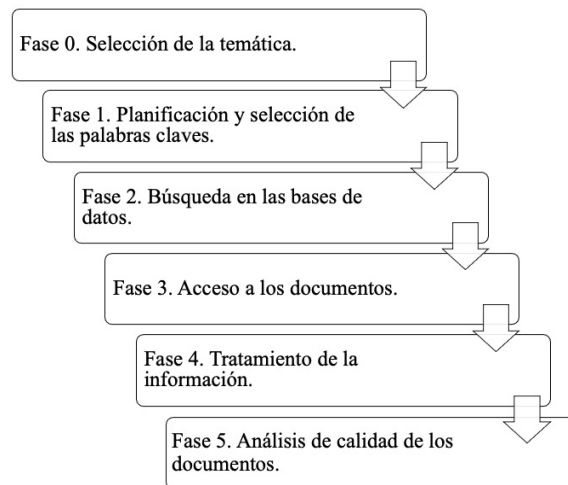 Fase 0. Selección de la temática.
Fase 1. Planificación y selección de
las palabras claves.
Fase 2. Búsqueda en las bases de
datos.
Fase 3. Acceso a los documentos.
Fase 4. Tratamiento de la
información.
Fase 5. Análisis de calidad de los
documentos.